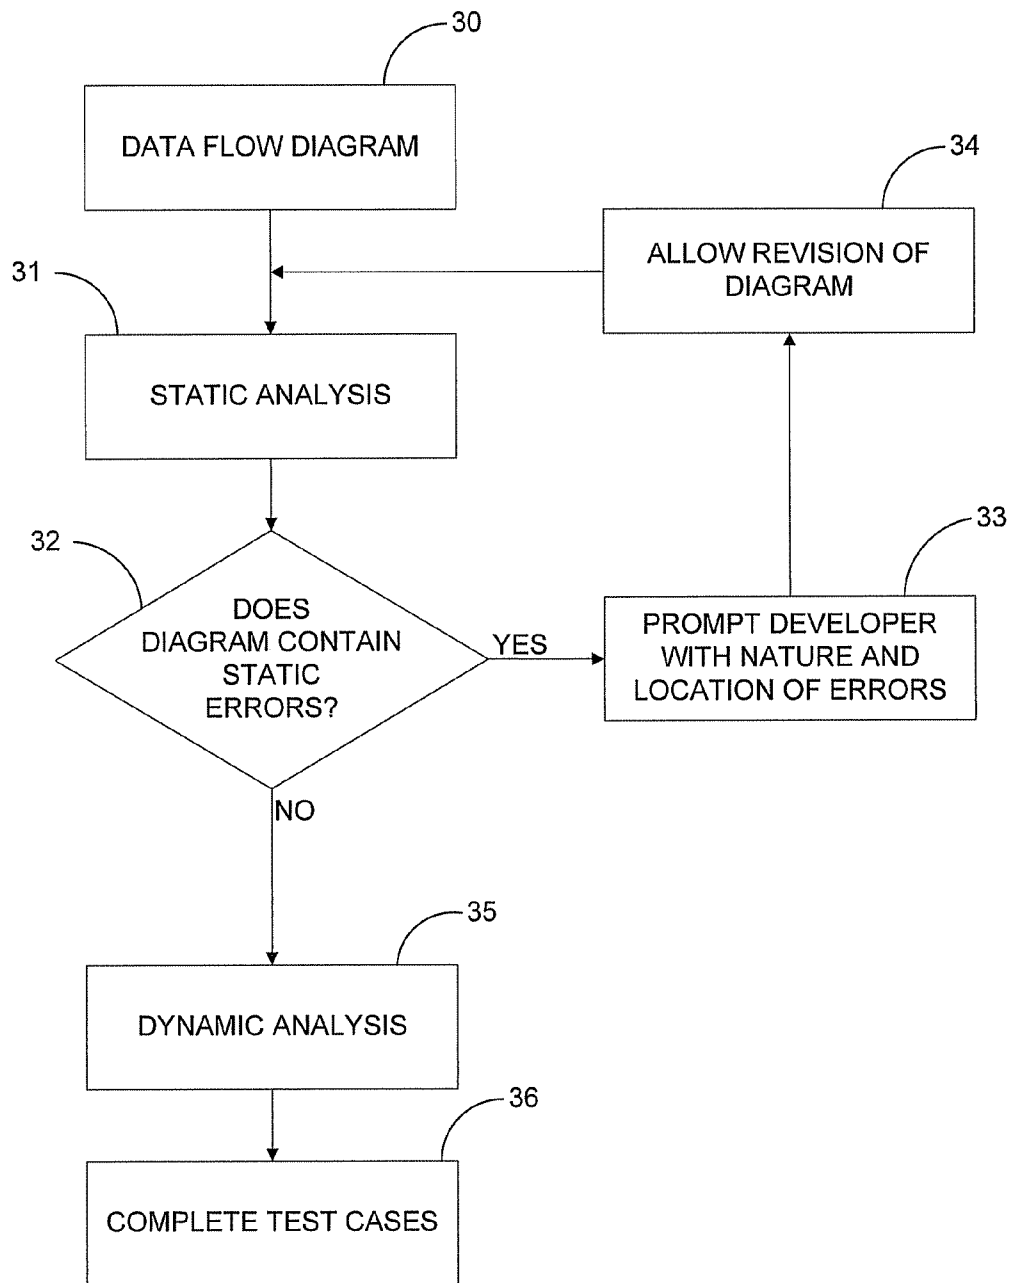 30
DATA FLOW DIAGRAM
34
ALLOW REVISION OF
DIAGRAM
31
STATIC ANALYSIS
32
DOES
DIAGRAM CONTAIN
STATIC
ERRORS?
YES
33
PROMPT DEVELOPER
WITH NATURE AND
LOCATION OF ERRORS
NO
35
DYNAMIC ANALYSIS
36
COMPLETE TEST CASES